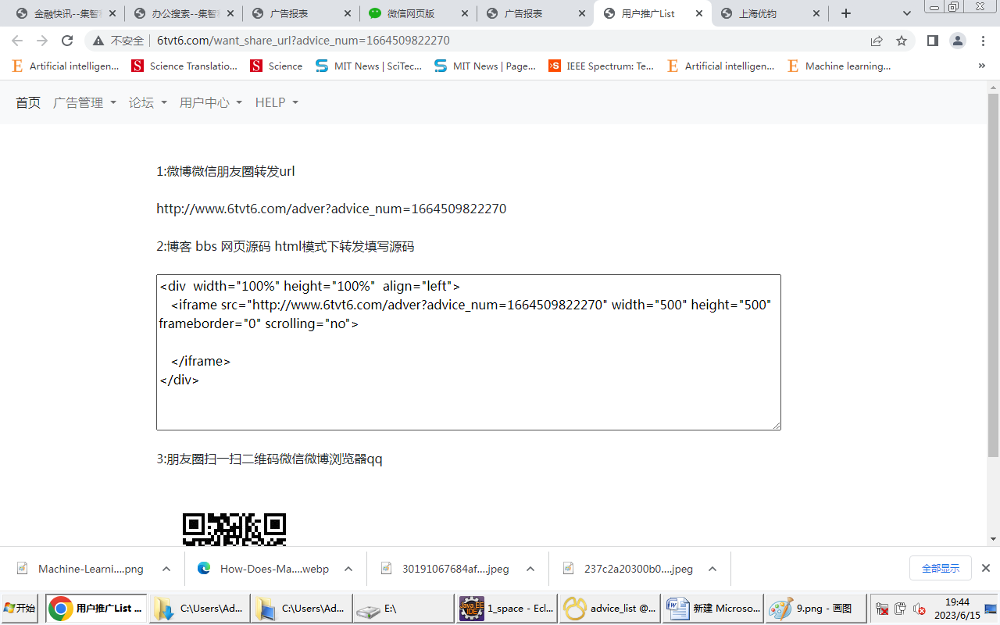 金融快讯--集智
办公搜索--集智
广告报表
微信网页版
广告报表
用户推广List
上海优钧
不安全
6tvt6.com/want_share_url?advice_num=1664509822270
Artificial intelligen...
Science Translatio...
Science
MIT News | SciTec...
MIT News | Page...
IEEE Spectrum: Te...
Artificial intelligen...
Machine learning...
首页
广告管理
论坛
用户中心
HELP
1:微博微信朋友圈转发url
http://www.6tvt6.com/adver?advice_num=1664509822270
2:博客 bbs 网页源码 html模式下转发填写源码
<div  width="100%" height="100%"  align="left">
<iframe src="http://www.6tvt6.com/adver?advice_num=1664509822270" width="500" height="500"
frameborder="0" scrolling="no">
</iframe>
</div>
3:朋友圈扫一扫二维码微信微博浏览器qq
Machine-Learni....png
How-Does-Ma....webp
30191067684af....jpeg
237c2a20300b0....jpeg
全部显示
开始
用户推广List ...
C:\Users\Ad...
C:\Users\Ad...
E:\
1_space - Ecl...
advice_list @...
新建 Microso...
9.png - 画图
19:44
2023/6/15